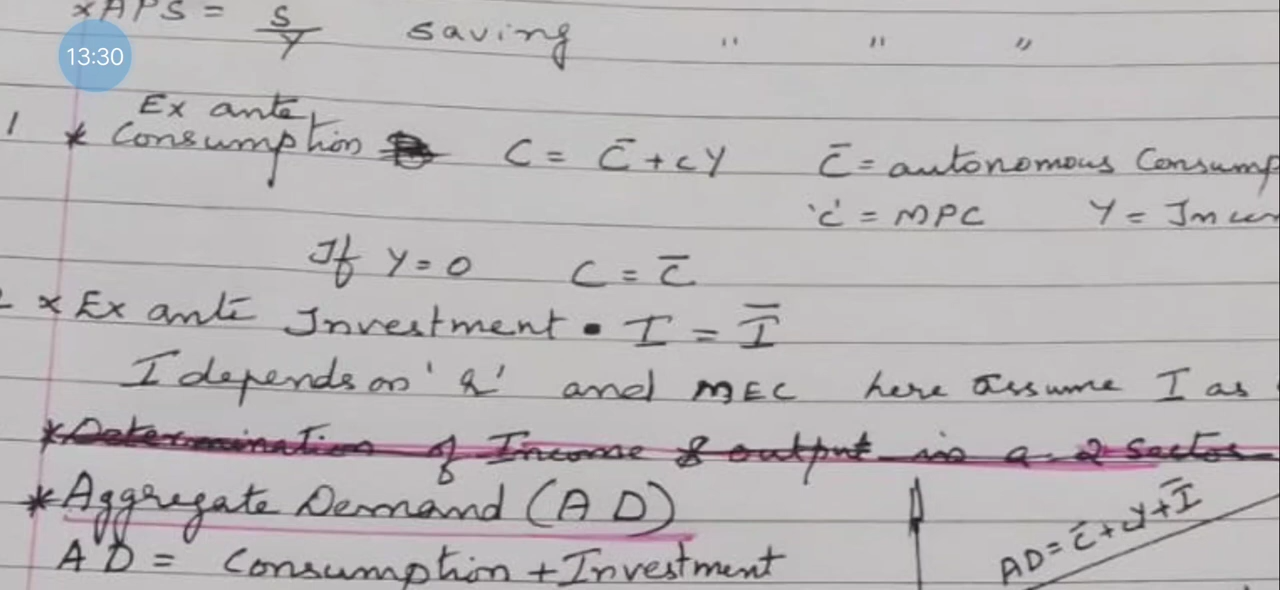 * APS = S/Y saving " " "
13:30
Ex ante
1 * Consumption C = C̄ + cY C̄ = autonomous Consump
'c' = MPC Y = Incom
If Y = 0 C = C̄
* Ex ante Investment • I = Ī
I depends on 'r' and MEC here assume I as
* Determination of Income & output in a 2 Sector
* Aggregate Demand (AD)
AD = C̄ + cY + Ī
AD = Consumption + Investment